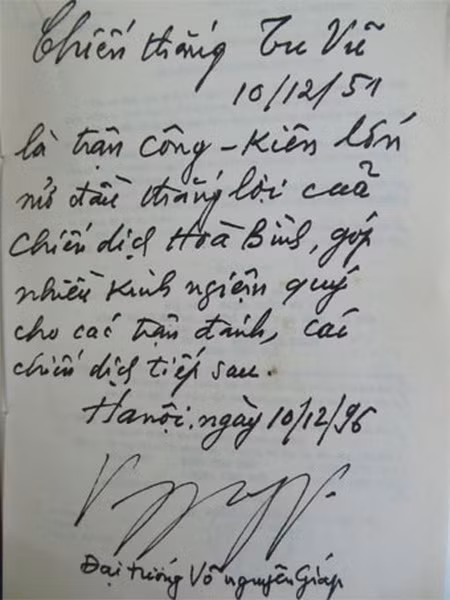 Chiến thắng Tu Vũ
10/12/51
là trận công-Kiên lớn
mở đầu thắng lợi của
chiến dịch Hoà Bình, góp
nhiều kinh ngiệm quý
cho các trận đánh, các
chiến dịch tiếp sau.
Hanội, ngày 10/12/96
Đại tướng Võ nguyên Giáp